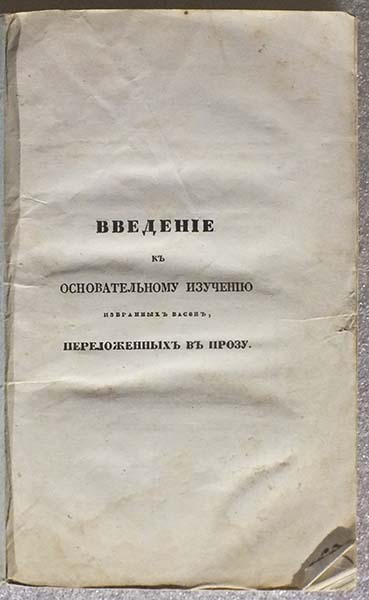 ВВЕДЕНІЕ
КЪ
ОСНОВАТЕЛЬНОМУ ИЗУЧЕНІЮ
ИЗБРАННЫХЪ БАСЕНЪ,
ПЕРЕЛОЖЕННЫХЪ ВЪ ПРОЗУ.